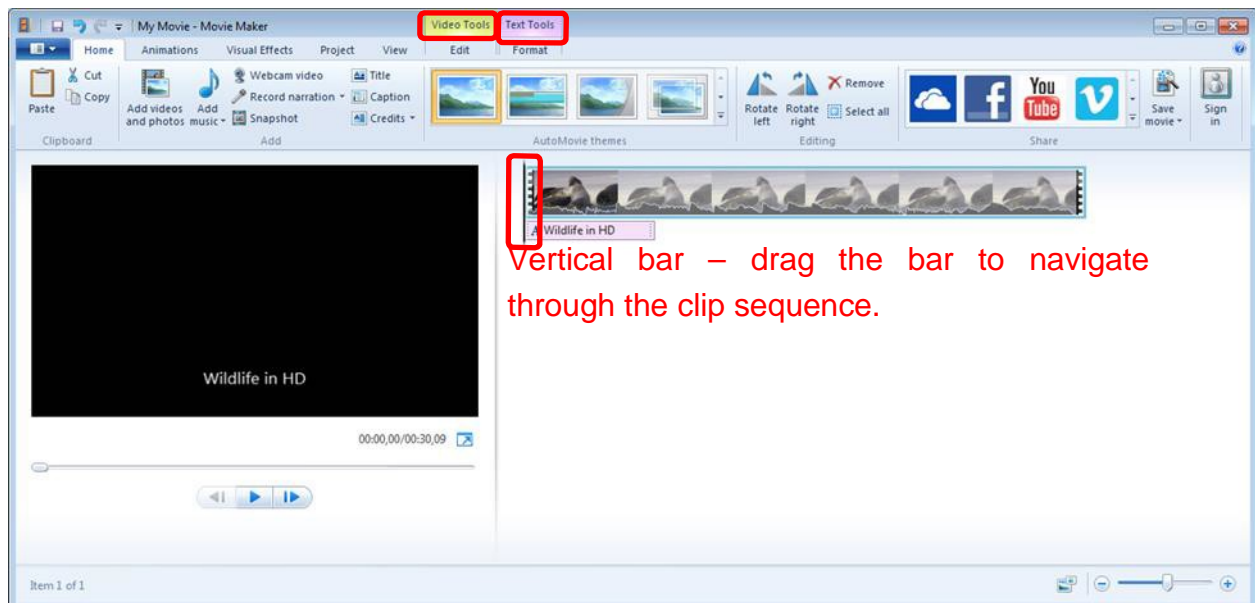 My Movie - Movie Maker
Video Tools
Text Tools
Home
Animations
Visual Effects
Project
View
Edit
Format
Paste
Cut
Copy
Clipboard
Add videos
and photos
Add
music
Webcam video
Record narration
Snapshot
Title
Caption
Credits
Add
AutoMovie themes
Rotate
left
Rotate
right
Remove
Select all
Editing
f
You
Tube
V
Share
Save
movie
Sign
in
A Wildlife in HD
Vertical bar – drag the bar to navigate
through the clip sequence.
Wildlife in HD
00:00,00/00:30,09
Item 1 of 1